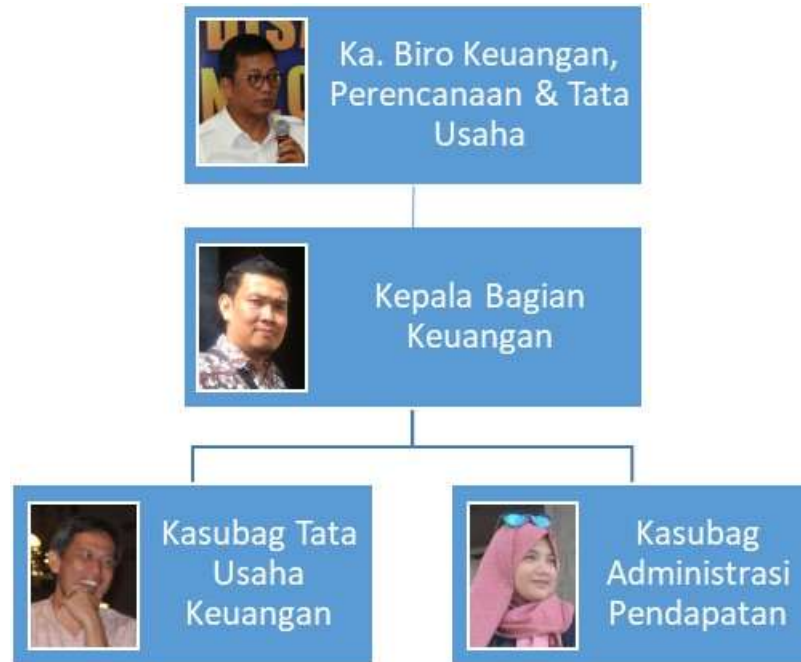 Ka. Biro Keuangan,
Perencanaan & Tata
Usaha
Kepala Bagian
Keuangan
Kasubag Tata
Usaha
Keuangan
Kasubag
Administrasi
Pendapatan